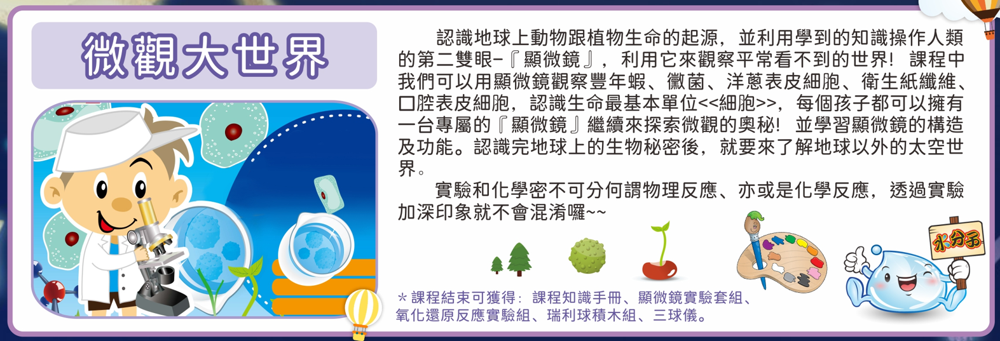 微觀大世界
認識地球上動物跟植物生命的起源，並利用學到的知識操作人類
的第二雙眼-『顯微鏡』，利用它來觀察平常看不到的世界！課程中
我們可以用顯微鏡觀察豐年蝦、黴菌、洋蔥表皮細胞、衛生紙纖維、
口腔表皮細胞，認識生命最基本單位<<細胞>>，每個孩子都可以擁有
一台專屬的『顯微鏡』繼續來探索微觀的奧秘！並學習顯微鏡的構造
及功能。認識完地球上的生物秘密後，就要來了解地球以外的太空世
界。
實驗和化學密不可分何謂物理反應、亦或是化學反應，透過實驗
加深印象就不會混淆囉~~
水分子
＊課程結束可獲得：課程知識手冊、顯微鏡實驗套組、
氧化還原反應實驗組、瑞利球積木組、三球儀。